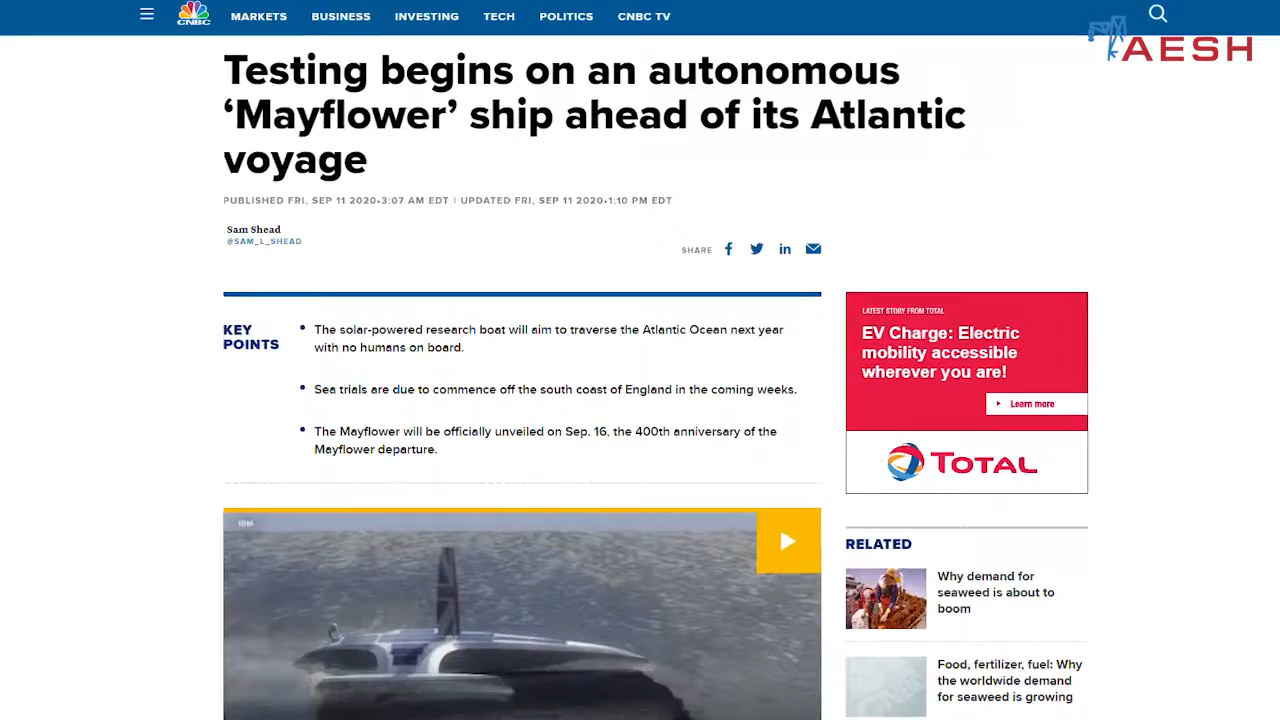 CNBC
MARKETS BUSINESS INVESTING TECH POLITICS CNBC TV
AESH
Testing begins on an autonomous
‘Mayflower’ ship ahead of its Atlantic
voyage
PUBLISHED FRI, SEP 11 2020•3:07 AM EDT | UPDATED FRI, SEP 11 2020•1:10 PM EDT
Sam Shead
@SAM_L_SHEAD
SHARE
KEY
POINTS
The solar-powered research boat will aim to traverse the Atlantic Ocean next year
with no humans on board.
Sea trials are due to commence off the south coast of England in the coming weeks.
The Mayflower will be officially unveiled on Sep. 16, the 400th anniversary of the
Mayflower departure.
IBM
LATEST STORY FROM TOTAL
EV Charge: Electric
mobility accessible
wherever you are!
Learn more
TOTAL
RELATED
Why demand for
seaweed is about to
boom
Food, fertilizer, fuel: Why
the worldwide demand
for seaweed is growing